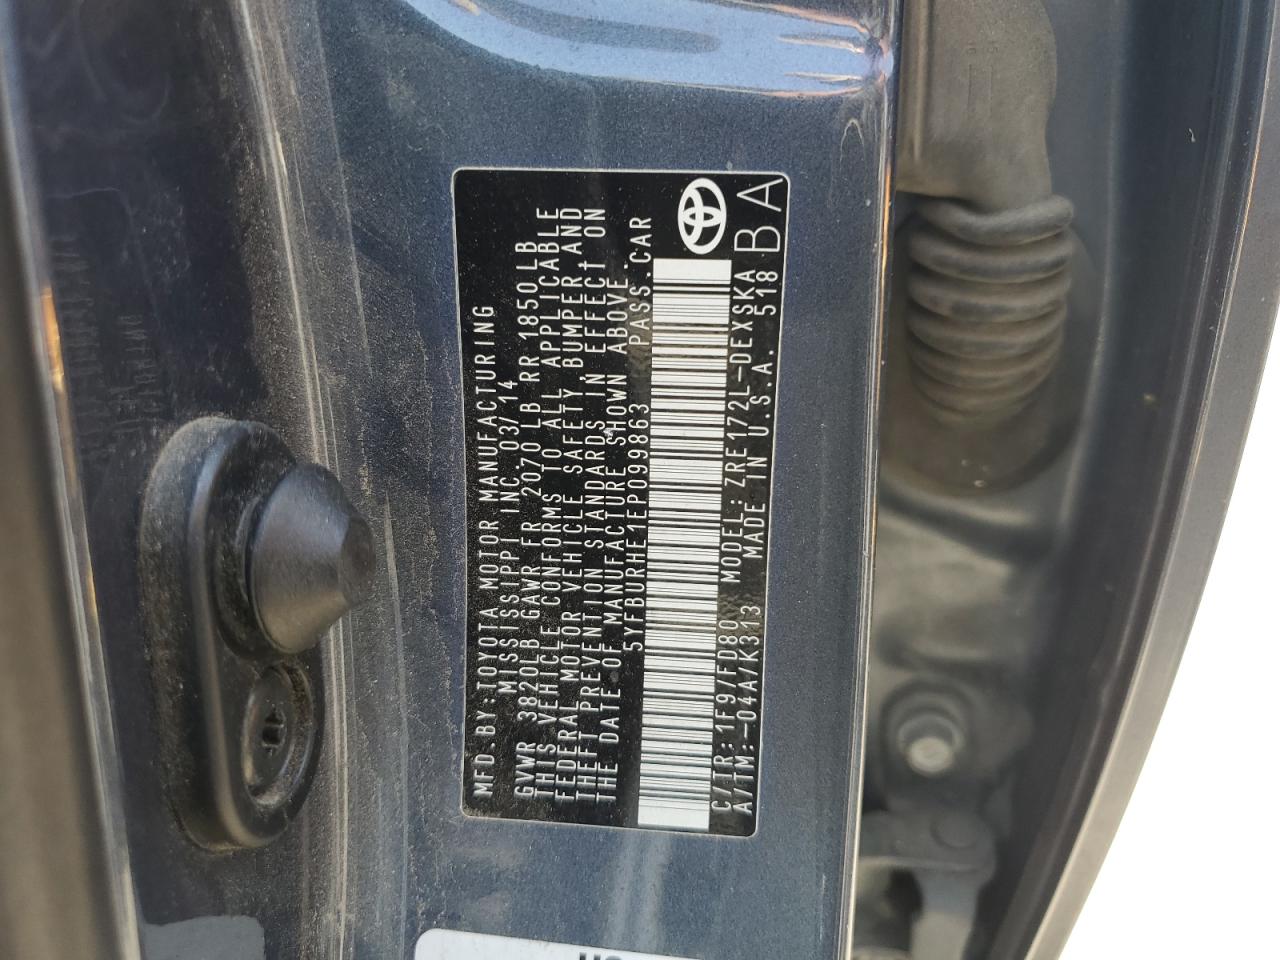 MFD.BY:TOYOTA MOTOR MANUFACTURING
MISSISSIPPI INC. 03/14
GVWR 3820LB GAWR FR 2070 LB RR 1850LB
THIS VEHICLE CONFORMS TO ALL APPLICABLE
FEDERAL MOTOR VEHICLE SAFETY, BUMPER, AND
THEFT PREVENTION STANDARDS IN EFFECT ON
THE DATE OF MANUFACTURE SHOWN ABOVE.
5YFBURHE1EP099863 PASS.CAR
C/TR:1F9/FD80 MODEL:ZRE172L-DEXSKA
A/TM:-04A/K313 MADE IN U.S.A. 518
BA